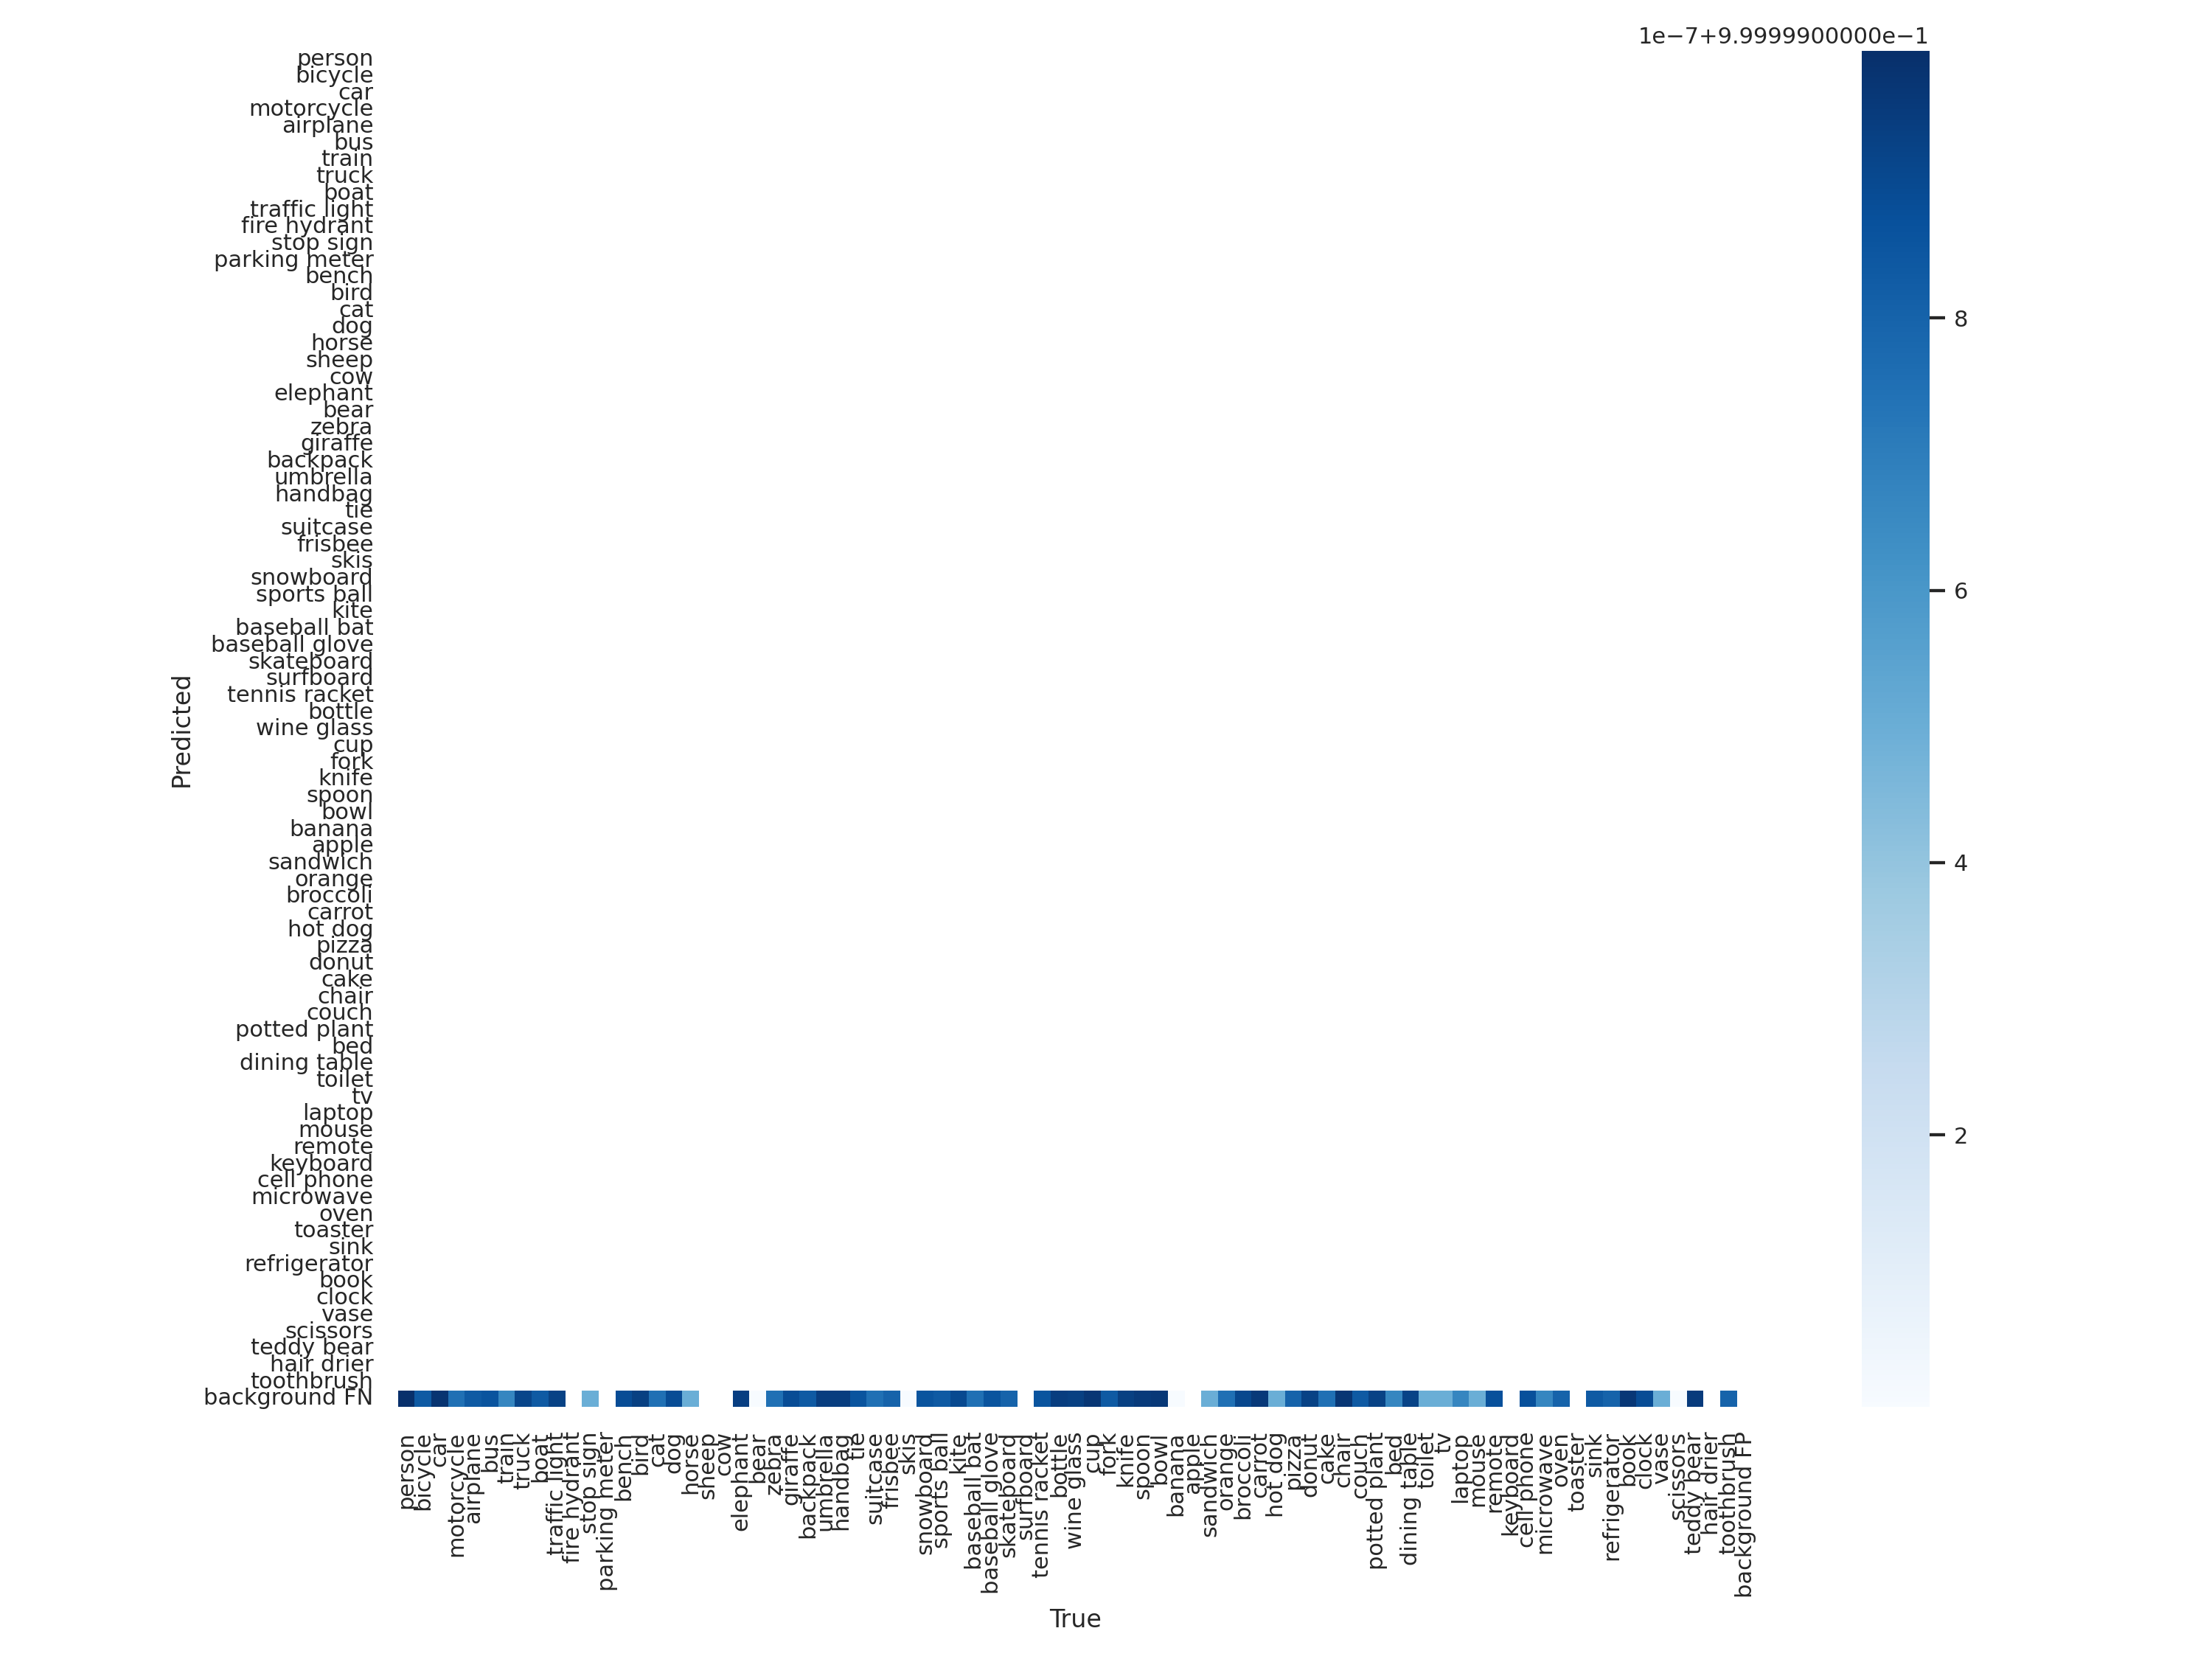 1e−7+9.9999900000e−1
person
bicycle
car
motorcycle
airplane
bus
train
truck
boat
traffic light
fire hydrant
stop sign
parking meter
bench
bird
cat
dog
horse
sheep
cow
elephant
bear
zebra
giraffe
backpack
umbrella
handbag
tie
suitcase
frisbee
skis
snowboard
sports ball
kite
baseball bat
baseball glove
skateboard
surfboard
tennis racket
bottle
wine glass
cup
fork
knife
spoon
bowl
banana
apple
sandwich
orange
broccoli
carrot
hot dog
pizza
donut
cake
chair
couch
potted plant
bed
dining table
toilet
tv
laptop
mouse
remote
keyboard
cell phone
microwave
oven
toaster
sink
refrigerator
book
clock
vase
scissors
teddy bear
hair drier
toothbrush
background FN
Predicted
8
6
4
2
person
bicycle
car
motorcycle
airplane
bus
train
truck
boat
traffic light
fire hydrant
stop sign
parking meter
bench
bird
cat
dog
horse
sheep
cow
elephant
bear
zebra
giraffe
backpack
umbrella
handbag
tie
suitcase
frisbee
skis
snowboard
sports ball
kite
baseball bat
baseball glove
skateboard
surfboard
tennis racket
bottle
wine glass
cup
fork
knife
spoon
bowl
banana
apple
sandwich
orange
broccoli
carrot
hot dog
pizza
donut
cake
chair
couch
potted plant
bed
dining table
toilet
tv
laptop
mouse
remote
keyboard
cell phone
microwave
oven
toaster
sink
refrigerator
book
clock
vase
scissors
teddy bear
hair drier
toothbrush
background FP
True